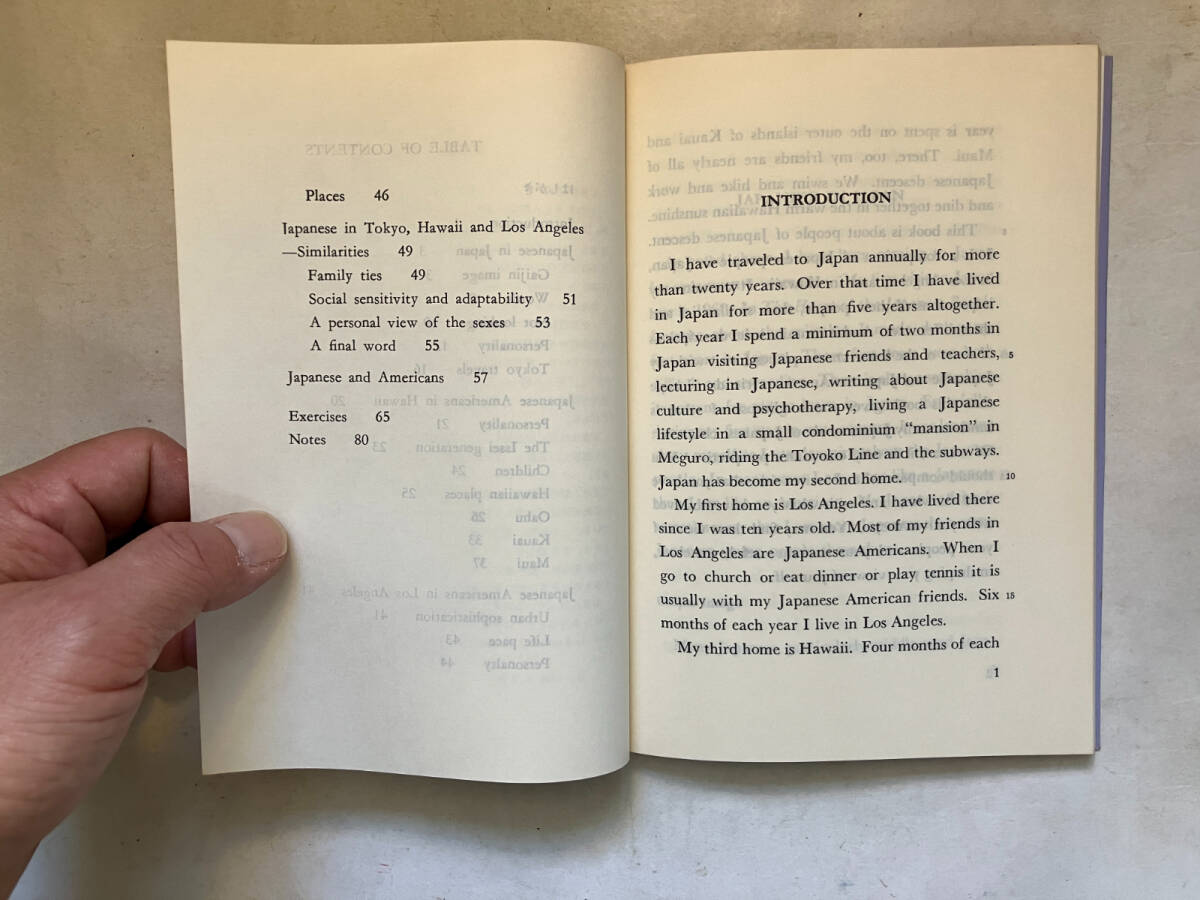 Places 46
Japanese in Tokyo, Hawaii and Los Angeles
—Similarities 49
Family ties 49
Social sensitivity and adaptability 51
A personal view of the sexes 53
A final word 55
Japanese and Americans 57
Exercises 65
Notes 80
INTRODUCTION
I have traveled to Japan annually for more
than twenty years. Over that time I have lived
in Japan for more than five years altogether.
Each year I spend a minimum of two months in
Japan visiting Japanese friends and teachers, 5
lecturing in Japanese, writing about Japanese
culture and psychotherapy, living a Japanese
lifestyle in a small condominium “mansion” in
Meguro, riding the Toyoko Line and the subways.
Japan has become my second home. 10
My first home is Los Angeles. I have lived there
since I was ten years old. Most of my friends in
Los Angeles are Japanese Americans. When I
go to church or eat dinner or play tennis it is
usually with my Japanese American friends. Six 15
months of each year I live in Los Angeles.
My third home is Hawaii. Four months of each
1